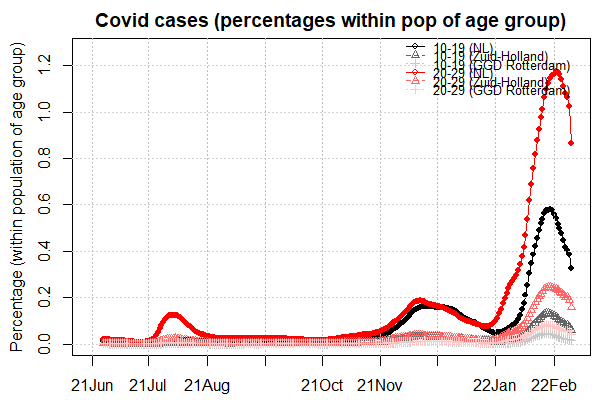 Covid cases (percentages within pop of age group)
Percentage (within population of age group)
0.0 0.2 0.4 0.6 0.8 1.0 1.2
10-19 (NL)
10-19 (Zuid-Holland)
10-19 (GGD Rotterdam)
20-29 (NL)
20-29 (Zuid-Holland)
20-29 (GGD Rotterdam)
21Jun 21Jul 21Aug 21Oct 21Nov 22Jan 22Feb